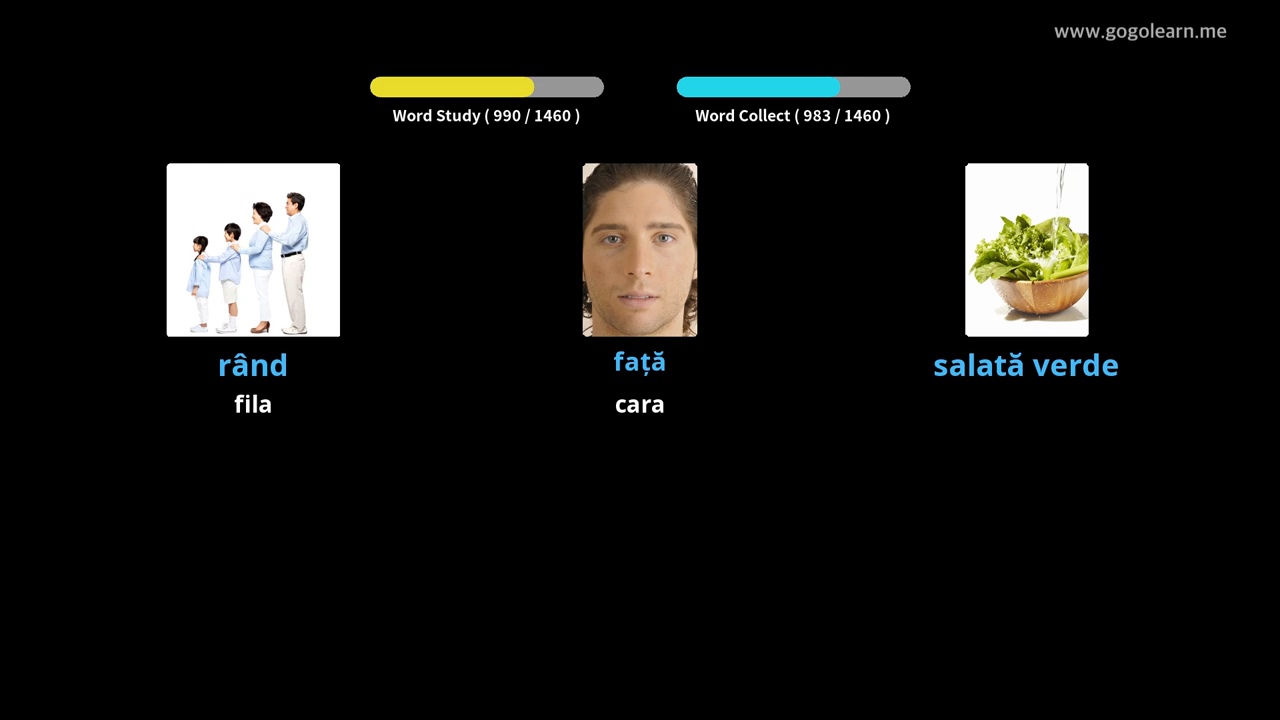 www.gogolearn.me
Word Study ( 990 / 1460 )
Word Collect ( 983 / 1460 )
rând
față
salată verde
fila
cara